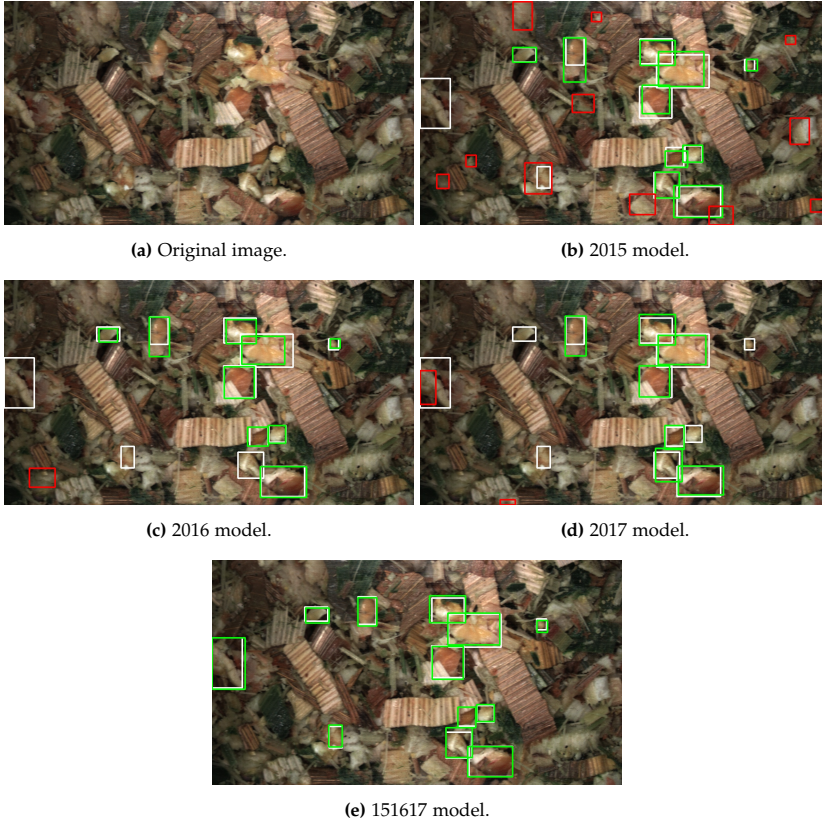 (a) Original image.
(b) 2015 model.
(c) 2016 model.
(d) 2017 model.
(e) 151617 model.